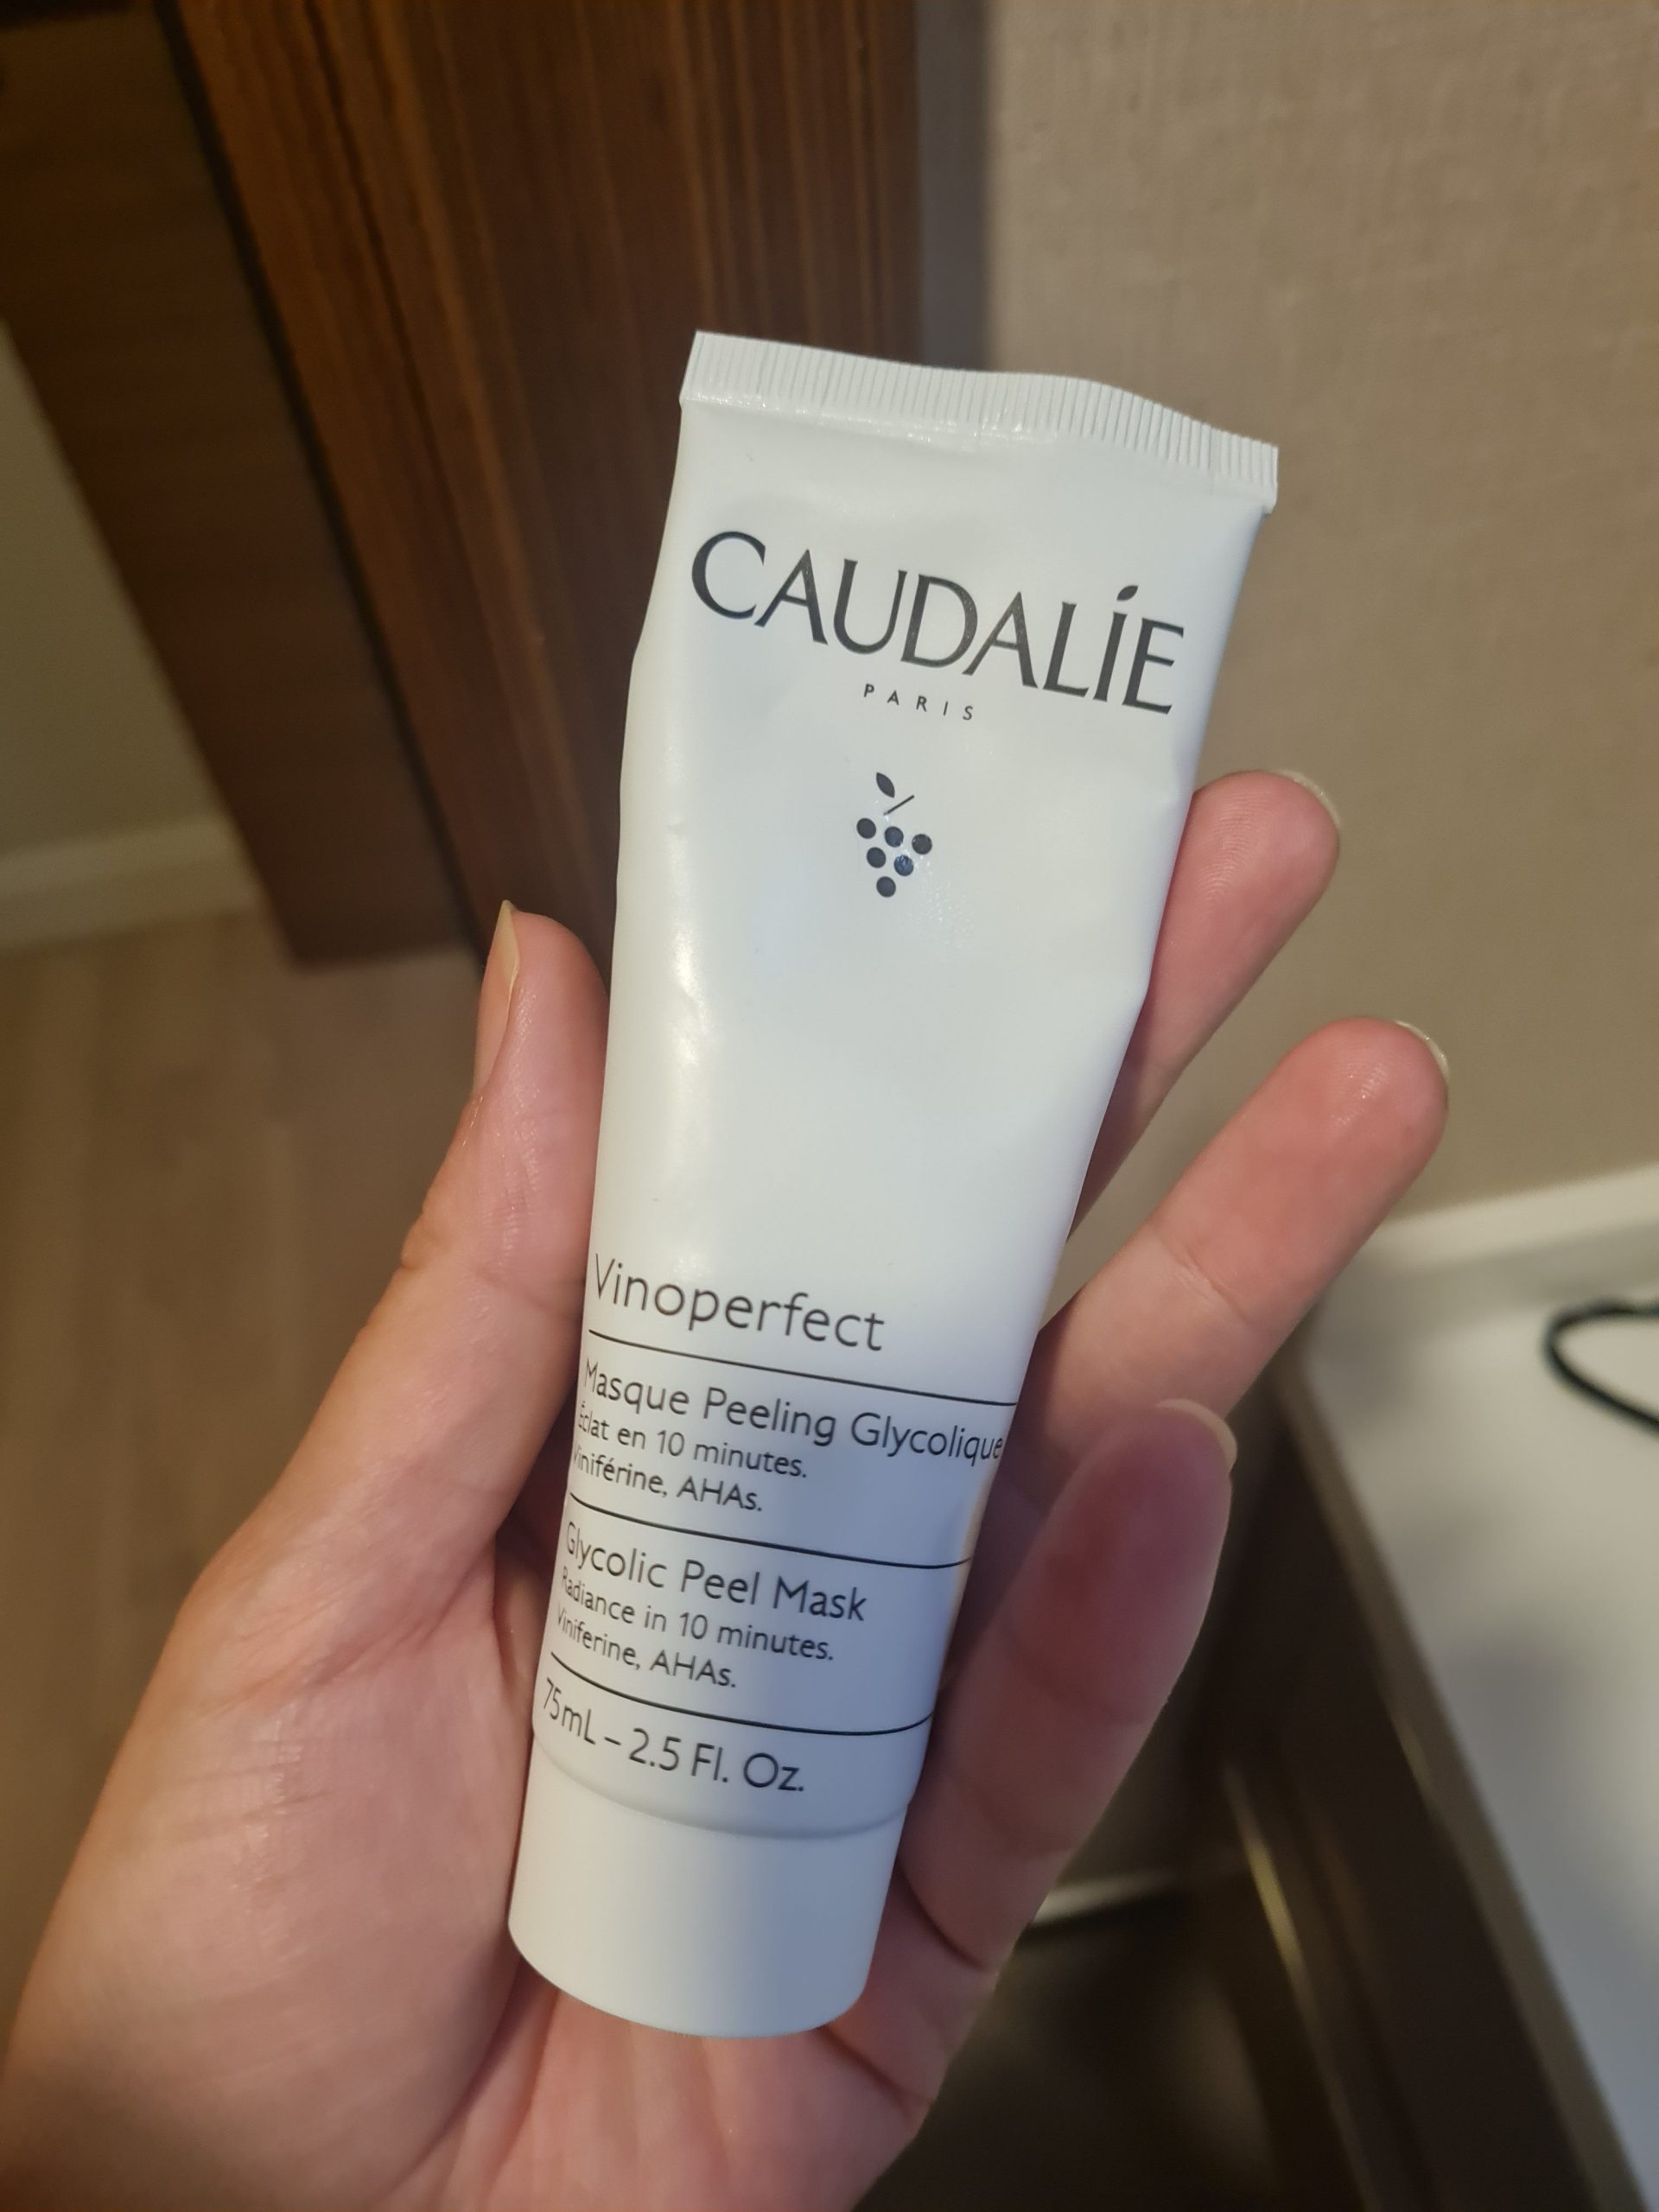 CAUDALÍE
PARIS
Vinoperfect
Masque Peeling Glycolique
Éclat en 10 minutes.
Viniférine, AHAs.
Glycolic Peel Mask
Radiance in 10 minutes.
Viniferine, AHAs.
75mL – 2.5 Fl. Oz.